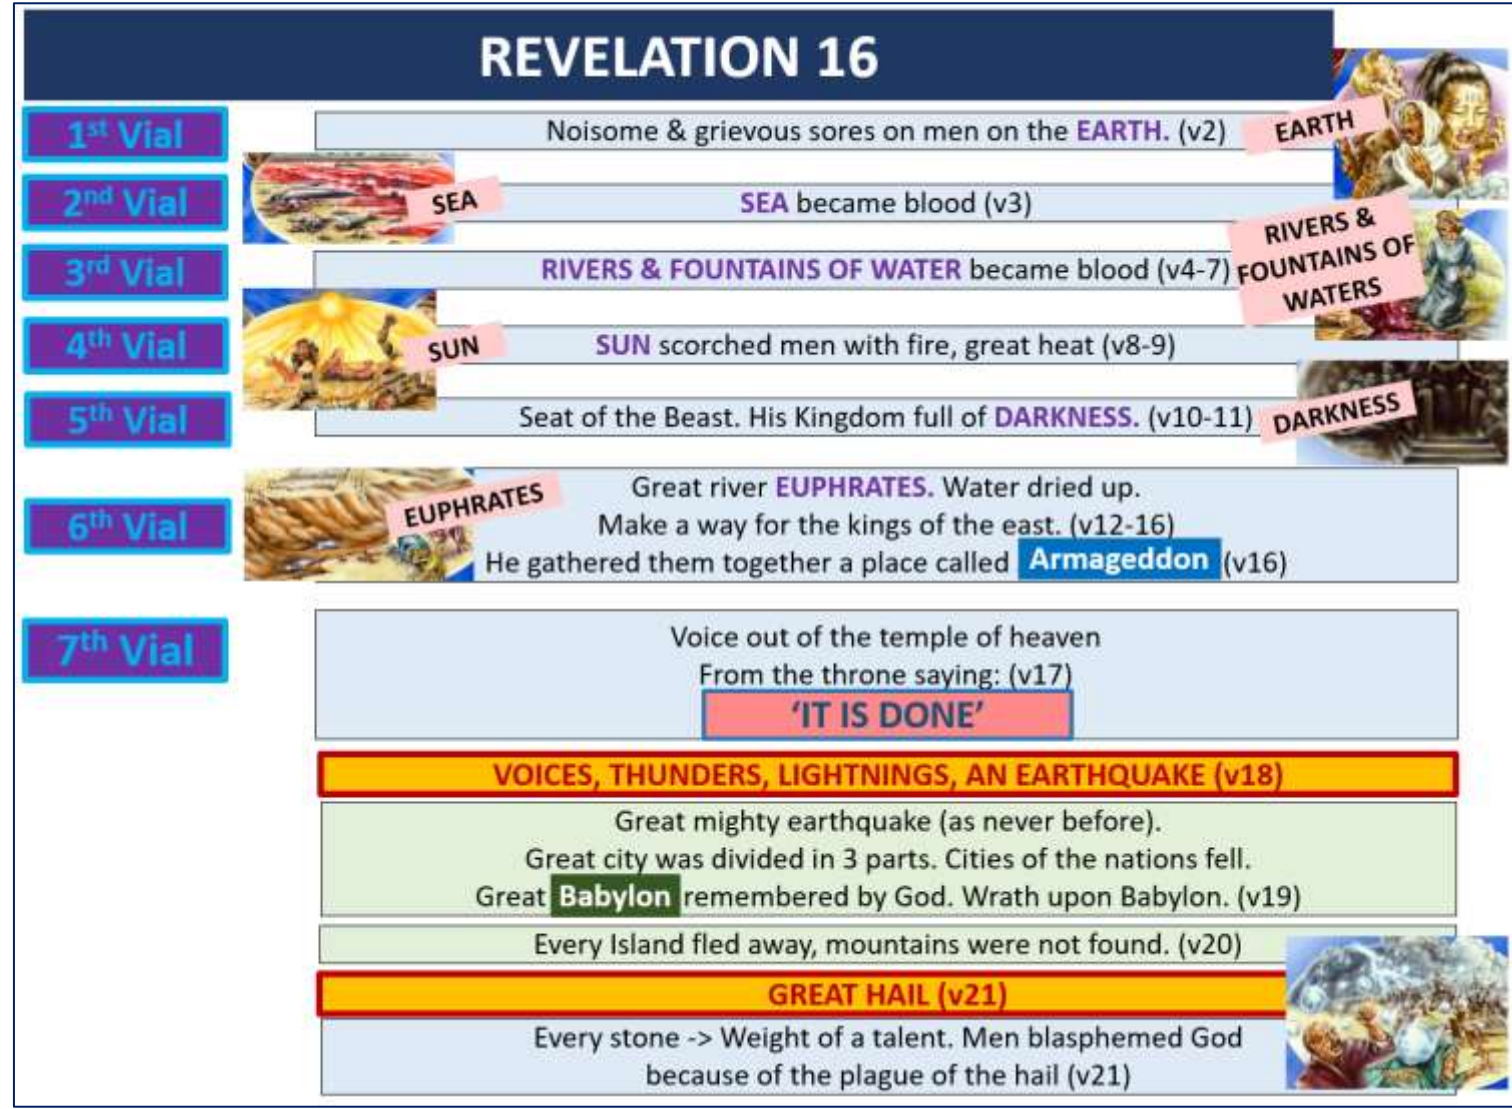 REVELATION 16
1st Vial
Noisome & grievous sores on men on the EARTH. (v2)
EARTH
2nd Vial
SEA
SEA became blood (v3)
3rd Vial
RIVERS & FOUNTAINS OF WATER became blood (v4-7)
RIVERS &
FOUNTAINS OF
WATERS
4th Vial
SUN
SUN scorched men with fire, great heat (v8-9)
5th Vial
Seat of the Beast. His Kingdom full of DARKNESS. (v10-11)
DARKNESS
6th Vial
EUPHRATES
Great river EUPHRATES. Water dried up.
Make a way for the kings of the east. (v12-16)
He gathered them together a place called Armageddon (v16)
7th Vial
Voice out of the temple of heaven
From the throne saying: (v17)
‘IT IS DONE’
VOICES, THUNDERS, LIGHTNINGS, AN EARTHQUAKE (v18)
Great mighty earthquake (as never before).
Great city was divided in 3 parts. Cities of the nations fell.
Great Babylon remembered by God. Wrath upon Babylon. (v19)
Every Island fled away, mountains were not found. (v20)
GREAT HAIL (v21)
Every stone -> Weight of a talent. Men blasphemed God
because of the plague of the hail (v21)